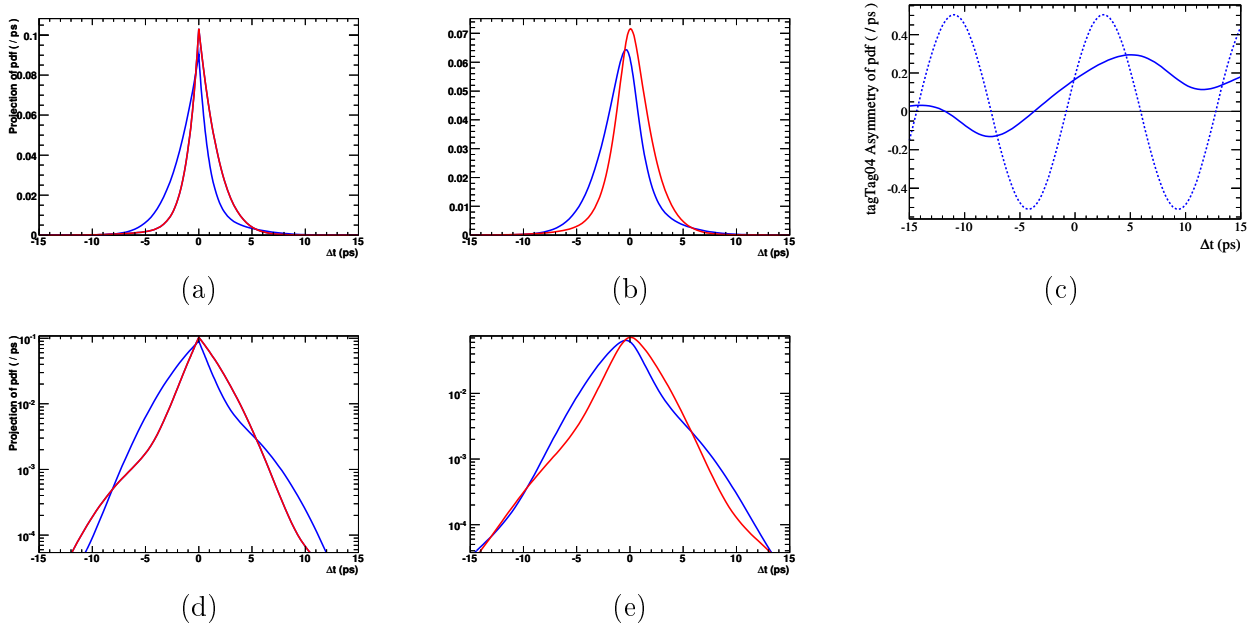 Projection of pdf ( / ps )
0.1
0.08
0.06
0.04
0.02
0
-15 -10 -5 0 5 10 15
Δt (ps)
(a)
0.07
0.06
0.05
0.04
0.03
0.02
0.01
0
-15 -10 -5 0 5 10 15
Δt (ps)
(b)
tagTag04 Asymmetry of pdf ( / ps )
0.4
0.2
0
-0.2
-0.4
-15 -10 -5 0 5 10 15
Δt (ps)
(c)
Projection of pdf ( / ps )
10-1
10-2
10-3
10-4
-15 -10 -5 0 5 10 15
Δt (ps)
(d)
10-2
10-3
10-4
-15 -10 -5 0 5 10 15
Δt (ps)
(e)